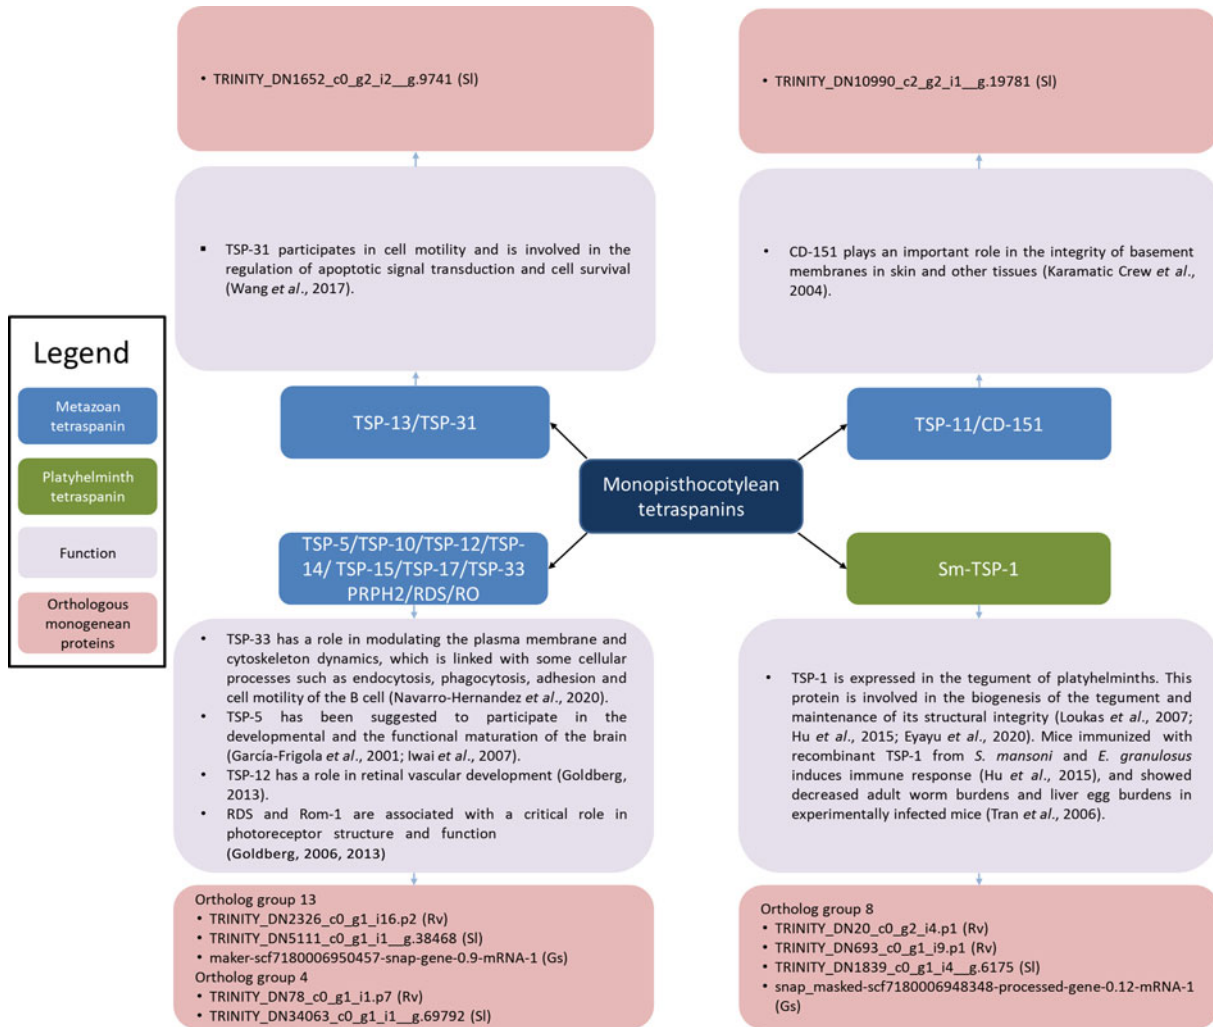 • TRINITY_DN1652_c0_g2_i2__g.9741 (Sl)
• TRINITY_DN10990_c2_g2_i1__g.19781 (Sl)
▪ TSP-31 participates in cell motility and is involved in the
regulation of apoptotic signal transduction and cell survival
(Wang et al., 2017).
• CD-151 plays an important role in the integrity of basement
membranes in skin and other tissues (Karamatic Crew et al.,
2004).
Legend
Metazoan
tetraspanin
Platyhelminth
tetraspanin
Function
Orthologous
monogenean
proteins
TSP-13/TSP-31
TSP-11/CD-151
Monopisthocotylean
tetraspanins
TSP-5/TSP-10/TSP-12/TSP-
14/ TSP-15/TSP-17/TSP-33
PRPH2/RDS/RO
Sm-TSP-1
• TSP-33 has a role in modulating the plasma membrane and
cytoskeleton dynamics, which is linked with some cellular
processes such as endocytosis, phagocytosis, adhesion and
cell motility of the B cell (Navarro-Hernandez et al., 2020).
• TSP-5 has been suggested to participate in the
developmental and the functional maturation of the brain
(García-Frigola et al., 2001; Iwai et al., 2007).
• TSP-12 has a role in retinal vascular development (Goldberg,
2013).
• RDS and Rom-1 are associated with a critical role in
photoreceptor structure and function
(Goldberg, 2006, 2013)
• TSP-1 is expressed in the tegument of platyhelminths. This
protein is involved in the biogenesis of the tegument and
maintenance of its structural integrity (Loukas et al., 2007;
Hu et al., 2015; Eyayu et al., 2020). Mice immunized with
recombinant TSP-1 from S. mansoni and E. granulosus
induces immune response (Hu et al., 2015), and showed
decreased adult worm burdens and liver egg burdens in
experimentally infected mice (Tran et al., 2006).
Ortholog group 13
• TRINITY_DN2326_c0_g1_i16.p2 (Rv)
• TRINITY_DN5111_c0_g1_i1__g.38468 (Sl)
• maker-scf7180006950457-snap-gene-0.9-mRNA-1 (Gs)
Ortholog group 4
• TRINITY_DN78_c0_g1_i1.p7 (Rv)
• TRINITY_DN34063_c0_g1_i1__g.69792 (Sl)
Ortholog group 8
• TRINITY_DN20_c0_g2_i4.p1 (Rv)
• TRINITY_DN693_c0_g1_i9.p1 (Rv)
• TRINITY_DN1839_c0_g1_i4__g.6175 (Sl)
• snap_masked-scf7180006948348-processed-gene-0.12-mRNA-1
(Gs)